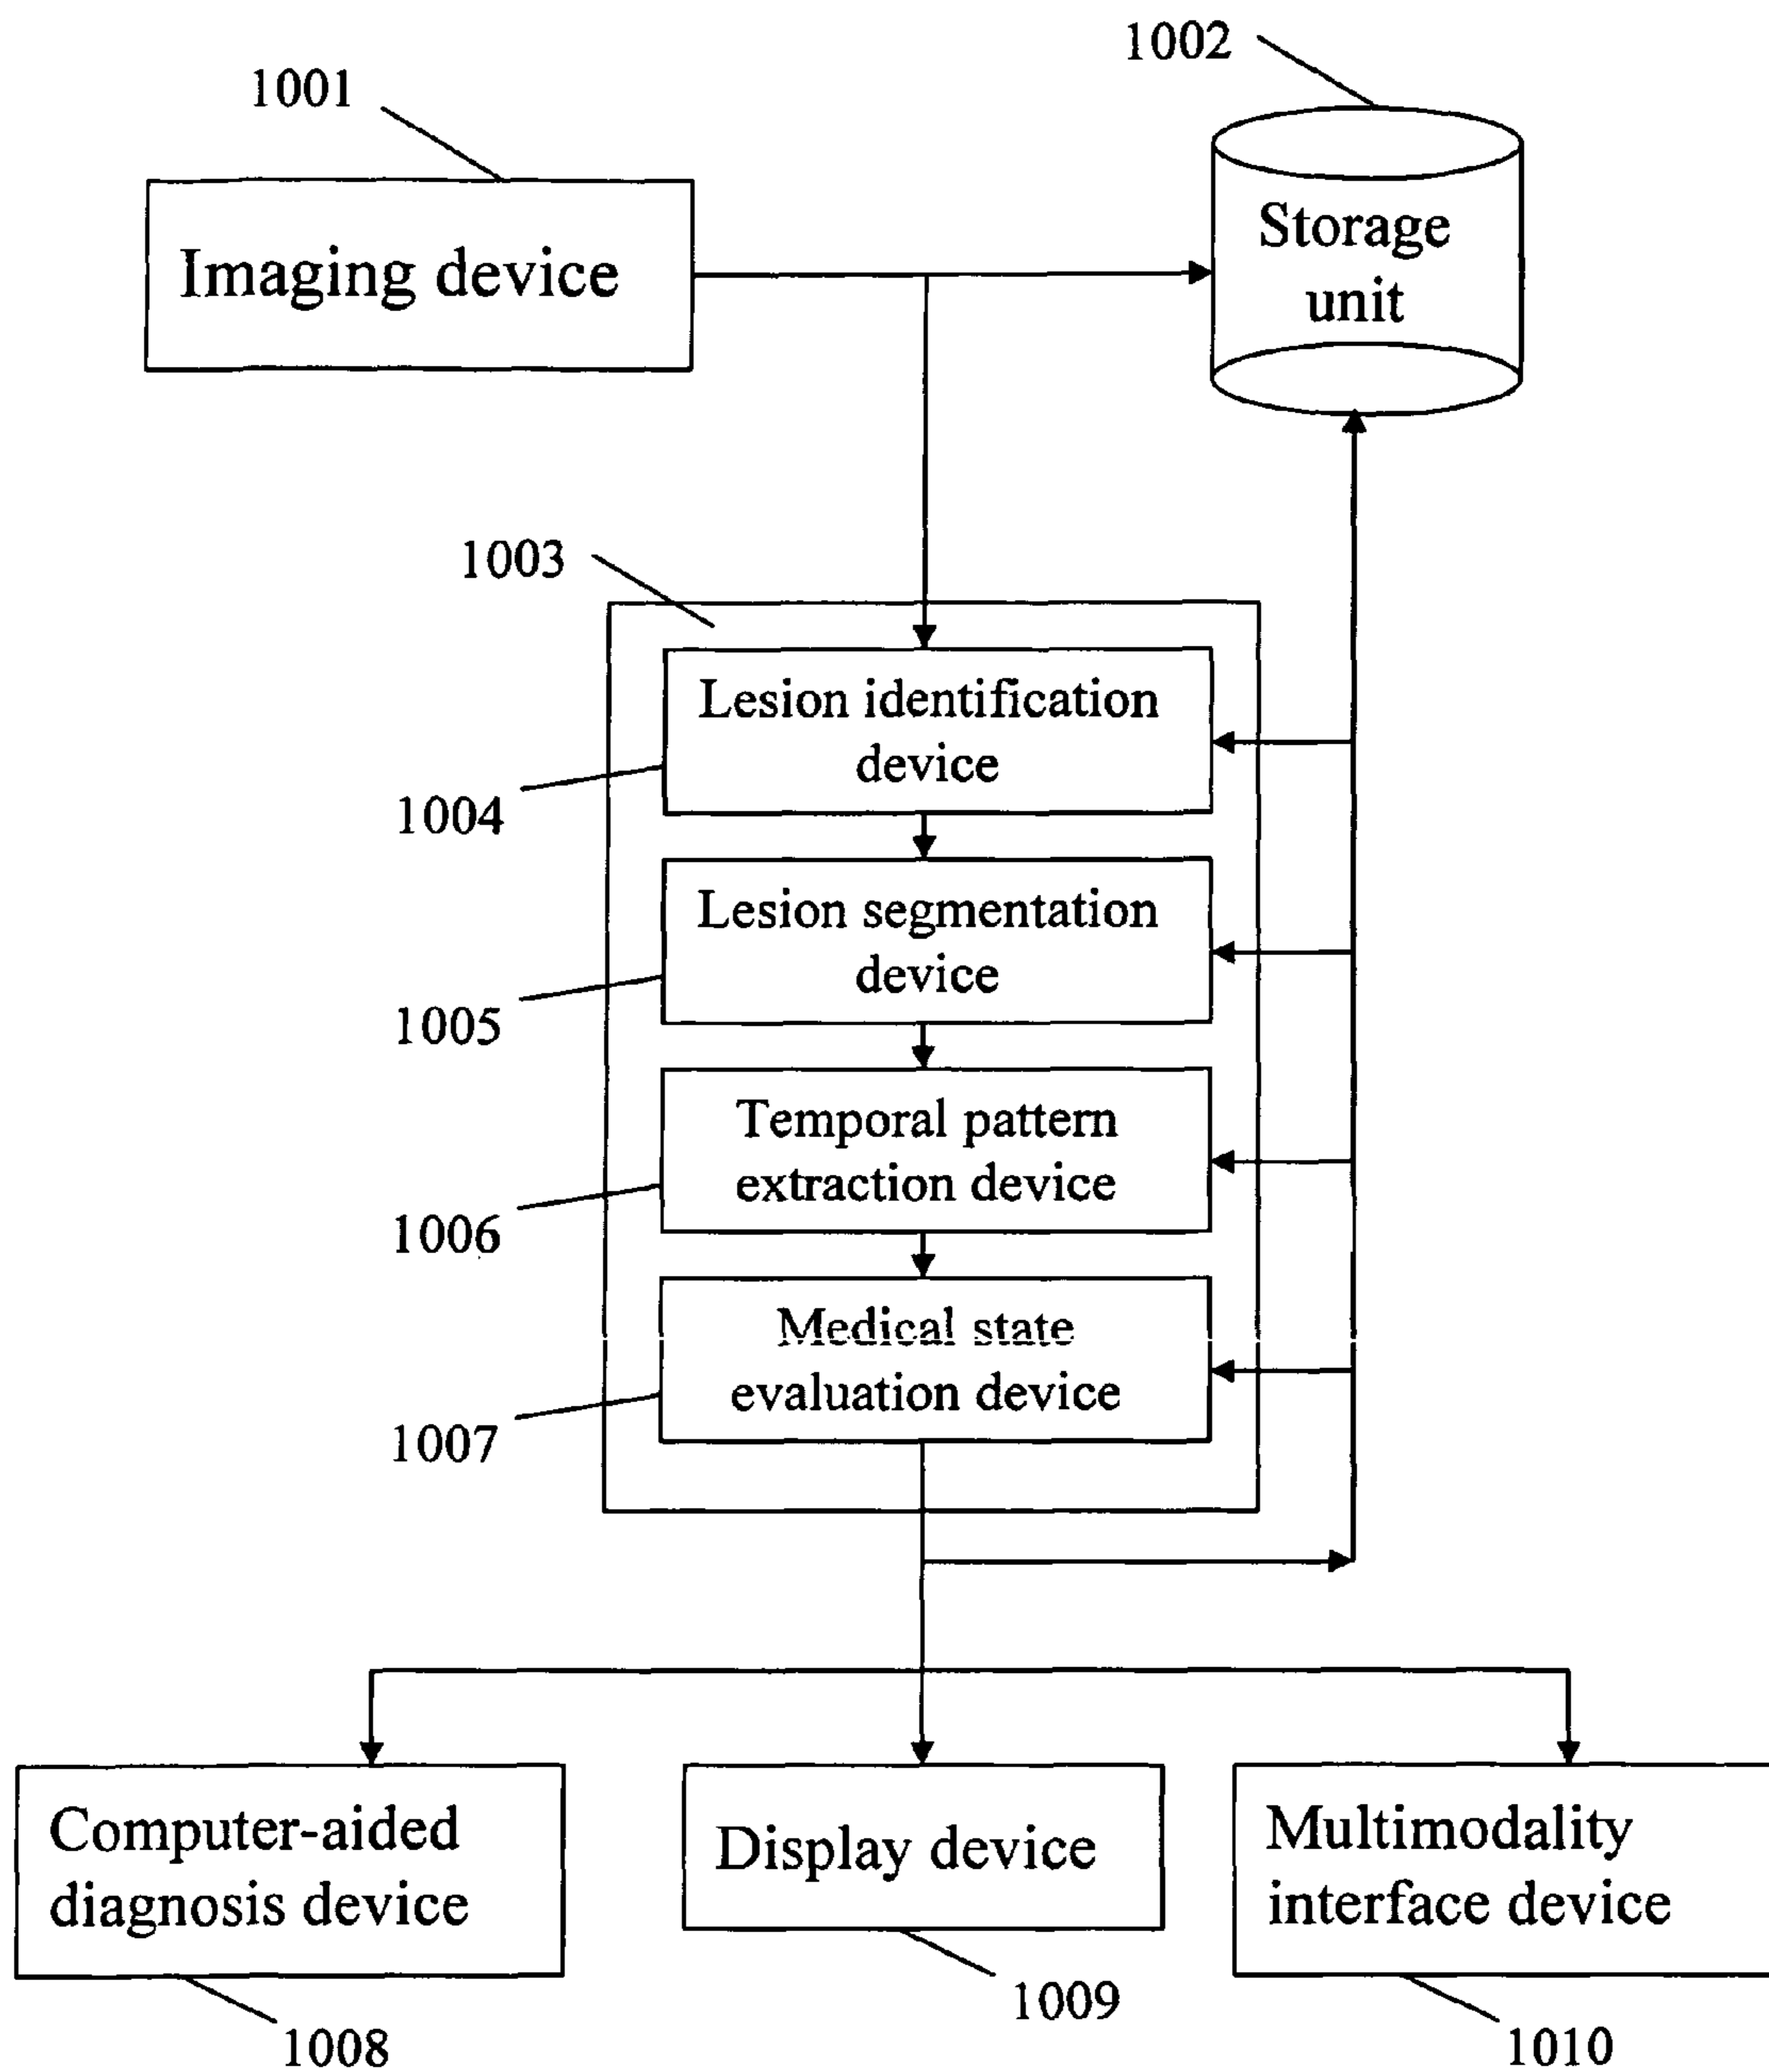 1002
1001
Storage
unit
Imaging device
1003
Lesion identification
device
1004
Lesion segmentation
device
1005
Temporal pattern
extraction device
1006
Medical state
evaluation device
1007
Computer-aided
diagnosis device
Display device
Multimodality
interface device
1008
1009
1010